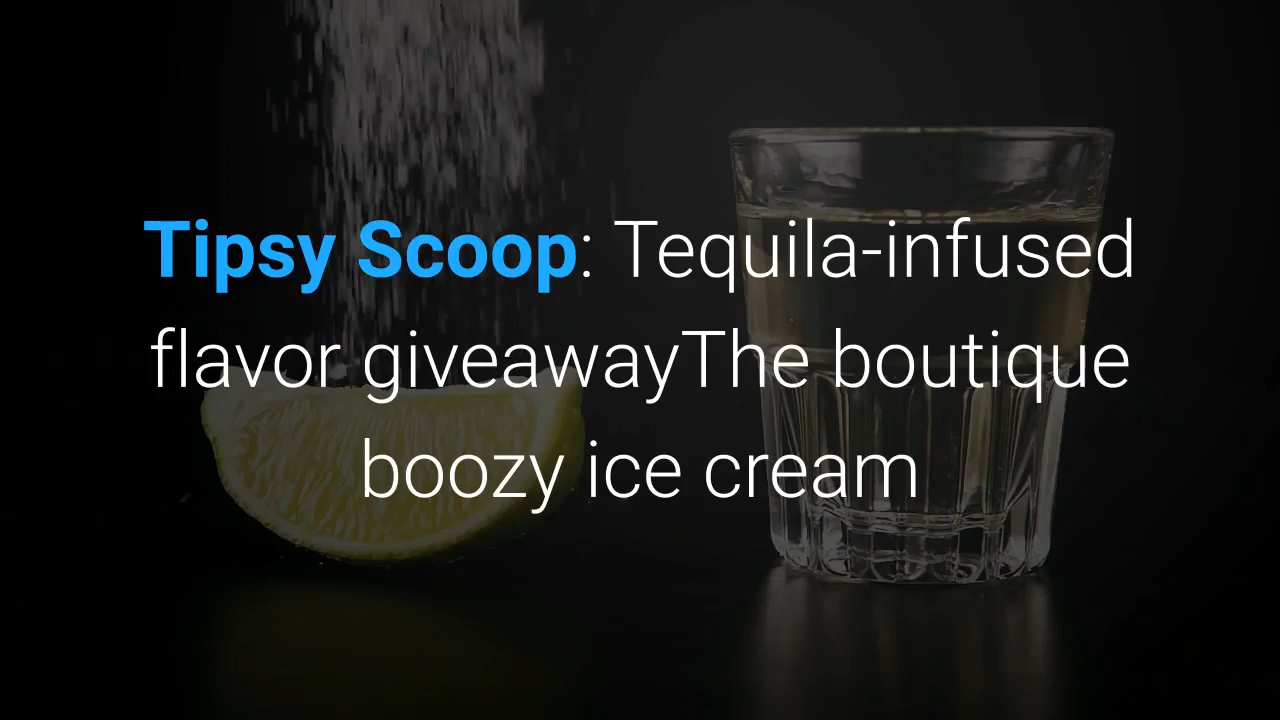 Tipsy Scoop: Tequila-infused
flavor giveawayThe boutique
boozy ice cream